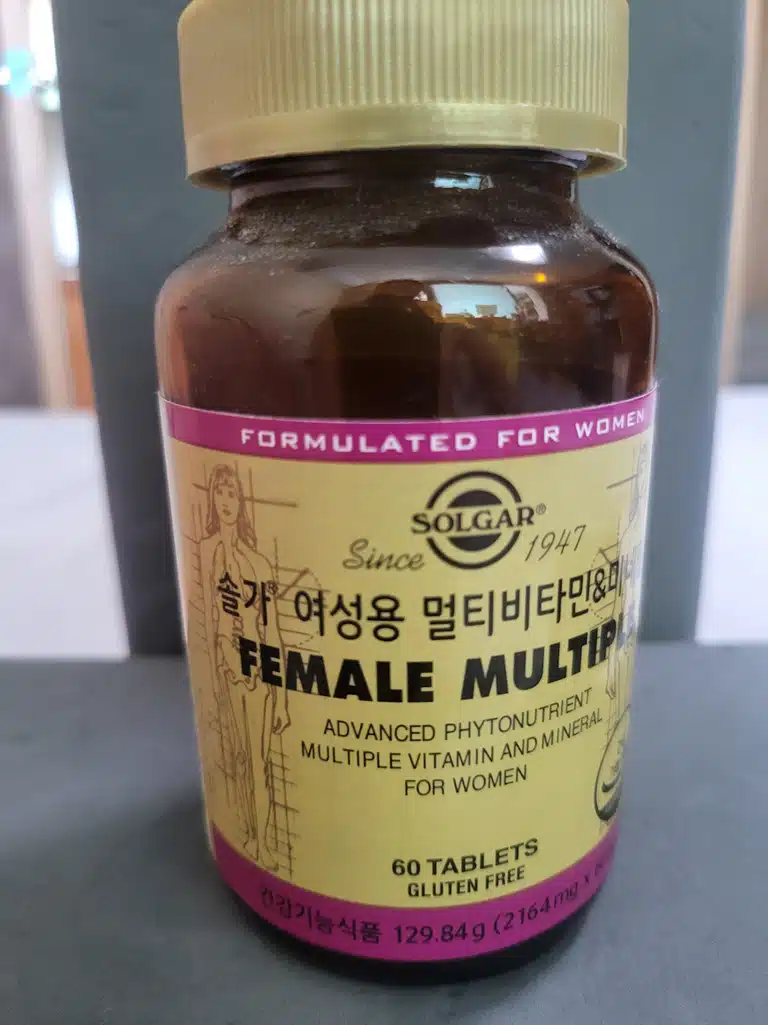 FORMULATED FOR WOMEN
SOLGAR®
Since 1947
솔가® 여성용 멀티비타민&미네
FEMALE MULTIPL
ADVANCED PHYTONUTRIENT
MULTIPLE VITAMIN AND MINERAL
FOR WOMEN
60 TABLETS
GLUTEN FREE
건강기능식품 129.84g (2164mg x